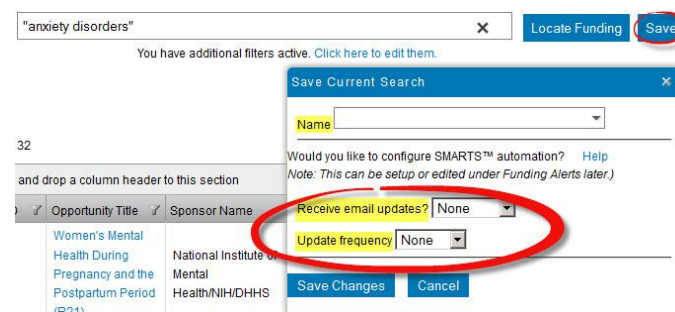 "anxiety disorders" ×
Locate Funding
Save
You have additional filters active. Click here to edit them.
Save Current Search ×
Name
32
Would you like to configure SMARTS™ automation? Help
Note: This can be setup or edited under Funding Alerts later.)
and drop a column header to this section
Receive email updates? None
Opportunity Title
Sponsor Name
Update frequency None
Women's Mental
Health During
Pregnancy and the
Postpartum Period
(R21)
National Institute of
Mental
Health/NIH/DHHS
Save Changes
Cancel